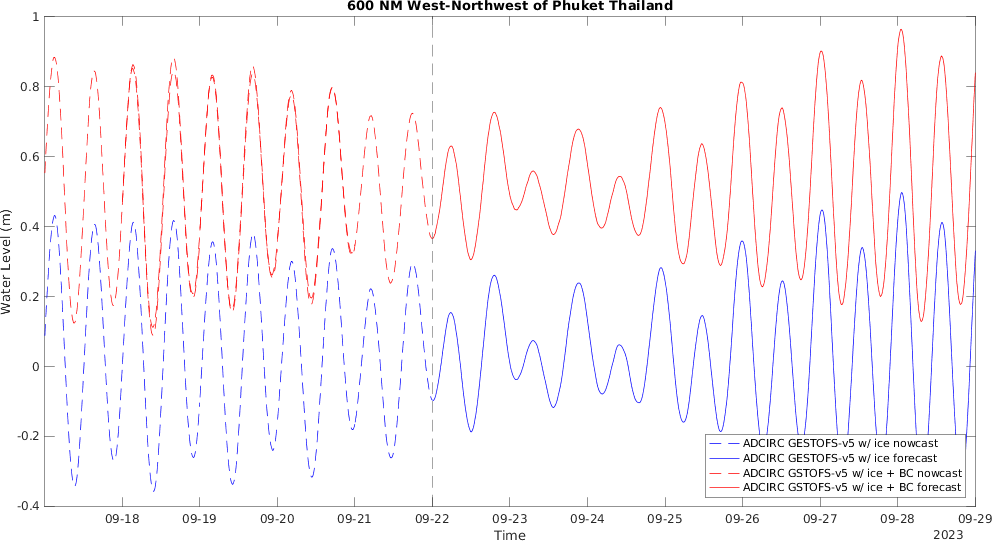 600 NM West-Northwest of Phuket Thailand
1
0.8
0.6
0.4
0.2
0
-0.2
-0.4
Water Level (m)
ADCIRC GESTOFS-v5 w/ ice nowcast
ADCIRC GESTOFS-v5 w/ ice forecast
ADCIRC GSTOFS-v5 w/ ice + BC nowcast
ADCIRC GSTOFS-v5 w/ ice + BC forecast
09-18 09-19 09-20 09-21 09-22 09-23 09-24 09-25 09-26 09-27 09-28 09-29
Time
2023